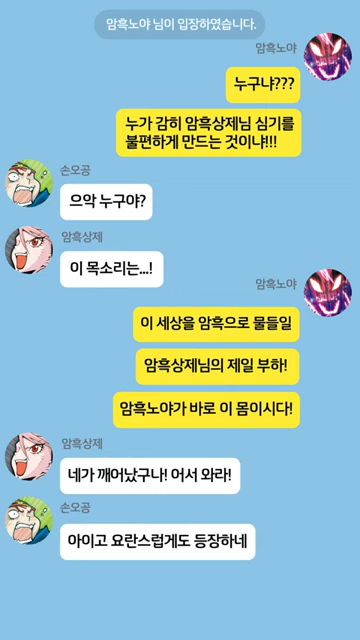 암흑노야 님이 입장하였습니다.
암흑노야
누구냐???
누가 감히 암흑상제님 심기를
불편하게 만드는 것이냐!!!
손오공
으악 누구야?
암흑상제
이 목소리는...!
암흑노야
이 세상을 암흑으로 물들일
암흑상제님의 제일 부하!
암흑노야가 바로 이 몸이시다!
암흑상제
네가 깨어났구나! 어서 와라!
손오공
아이고 요란스럽게도 등장하네